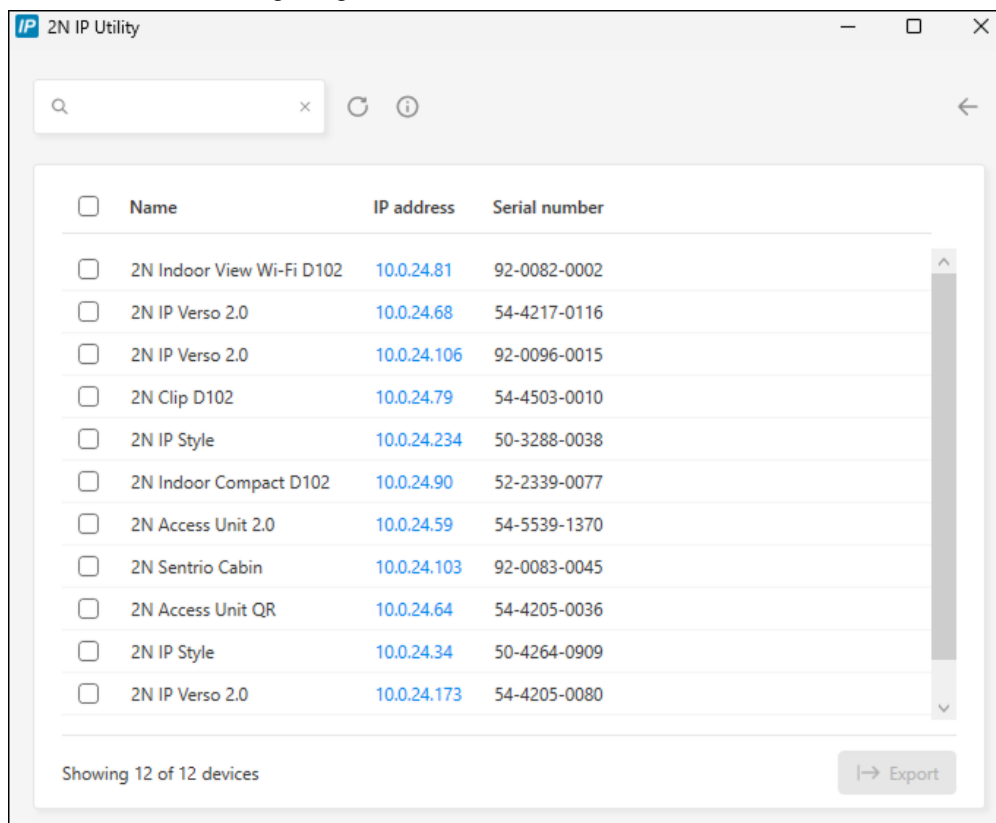 IP 2N IP Utility
Name IP address Serial number
2N Indoor View Wi-Fi D102 10.0.24.81 92-0082-0002
2N IP Verso 2.0 10.0.24.68 54-4217-0116
2N IP Verso 2.0 10.0.24.106 92-0096-0015
2N Clip D102 10.0.24.79 54-4503-0010
2N IP Style 10.0.24.234 50-3288-0038
2N Indoor Compact D102 10.0.24.90 52-2339-0077
2N Access Unit 2.0 10.0.24.59 54-5539-1370
2N Sentrio Cabin 10.0.24.103 92-0083-0045
2N Access Unit QR 10.0.24.64 54-4205-0036
2N IP Style 10.0.24.34 50-4264-0909
2N IP Verso 2.0 10.0.24.173 54-4205-0080
Showing 12 of 12 devices Export